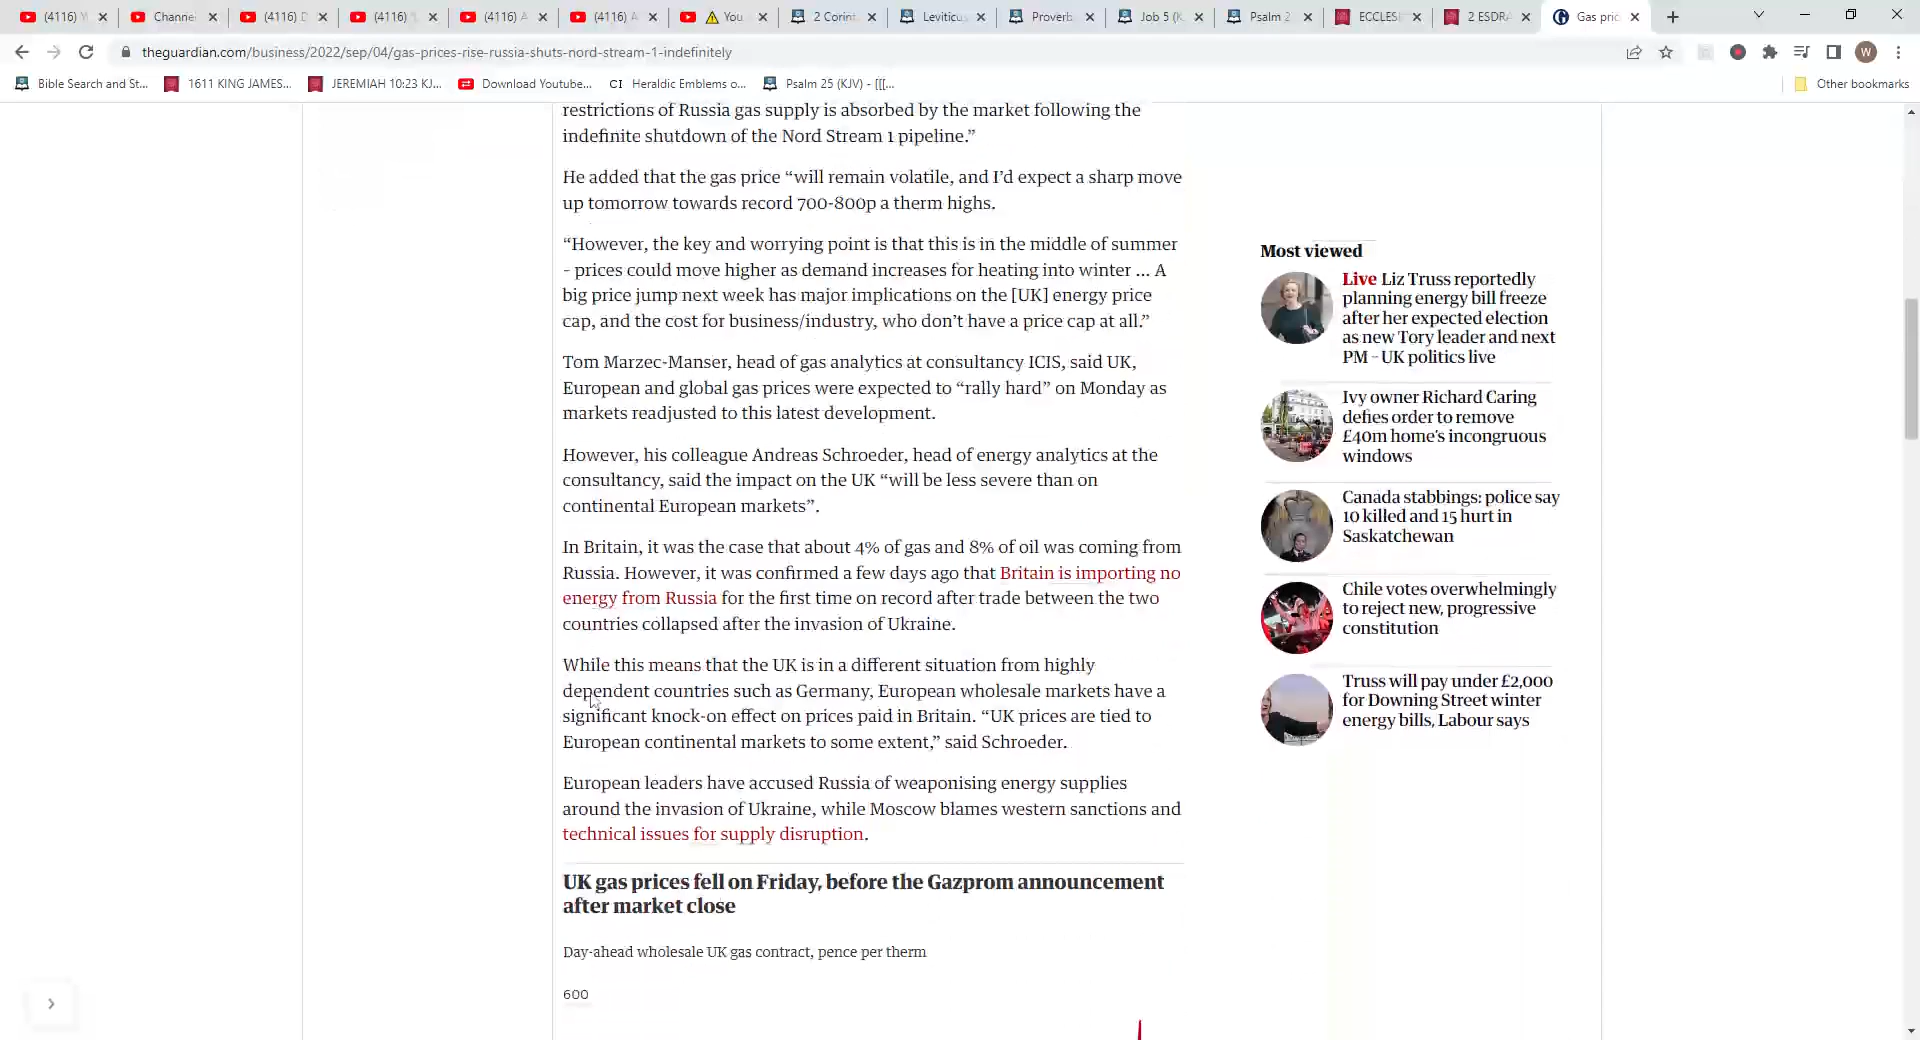 (4116) Y
Channe
(4116) D
(4116) "
(4116) A
(4116) A
You
2 Corint
Leviticu
Proverb
Job 5 (K
Psalm 2
ECCLESI
2 ESDRA
Gas pric
theguardian.com/business/2022/sep/04/gas-prices-rise-russia-shuts-nord-stream-1-indefinitely
W
Bible Search and St...
1611 KING JAMES...
JEREMIAH 10:23 KJ...
Download Youtube...
CI Heraldic Emblems o...
Psalm 25 (KJV) - [[[...
Other bookmarks
restrictions of Russia gas supply is absorbed by the market following the
indefinite shutdown of the Nord Stream 1 pipeline.”
He added that the gas price “will remain volatile, and I’d expect a sharp move
up tomorrow towards record 700-800p a therm highs.
“However, the key and worrying point is that this is in the middle of summer
- prices could move higher as demand increases for heating into winter ... A
big price jump next week has major implications on the [UK] energy price
cap, and the cost for business/industry, who don’t have a price cap at all.”
Tom Marzec-Manser, head of gas analytics at consultancy ICIS, said UK,
European and global gas prices were expected to “rally hard” on Monday as
markets readjusted to this latest development.
However, his colleague Andreas Schroeder, head of energy analytics at the
consultancy, said the impact on the UK “will be less severe than on
continental European markets”.
In Britain, it was the case that about 4% of gas and 8% of oil was coming from
Russia. However, it was confirmed a few days ago that Britain is importing no
energy from Russia for the first time on record after trade between the two
countries collapsed after the invasion of Ukraine.
While this means that the UK is in a different situation from highly
dependent countries such as Germany, European wholesale markets have a
significant knock-on effect on prices paid in Britain. “UK prices are tied to
European continental markets to some extent,” said Schroeder.
European leaders have accused Russia of weaponising energy supplies
around the invasion of Ukraine, while Moscow blames western sanctions and
technical issues for supply disruption.
UK gas prices fell on Friday, before the Gazprom announcement
after market close
Day-ahead wholesale UK gas contract, pence per therm
600
Most viewed
Live Liz Truss reportedly
planning energy bill freeze
after her expected election
as new Tory leader and next
PM - UK politics live
Ivy owner Richard Caring
defies order to remove
£40m home’s incongruous
windows
Canada stabbings: police say
10 killed and 15 hurt in
Saskatchewan
Chile votes overwhelmingly
to reject new, progressive
constitution
Truss will pay under £2,000
for Downing Street winter
energy bills, Labour says